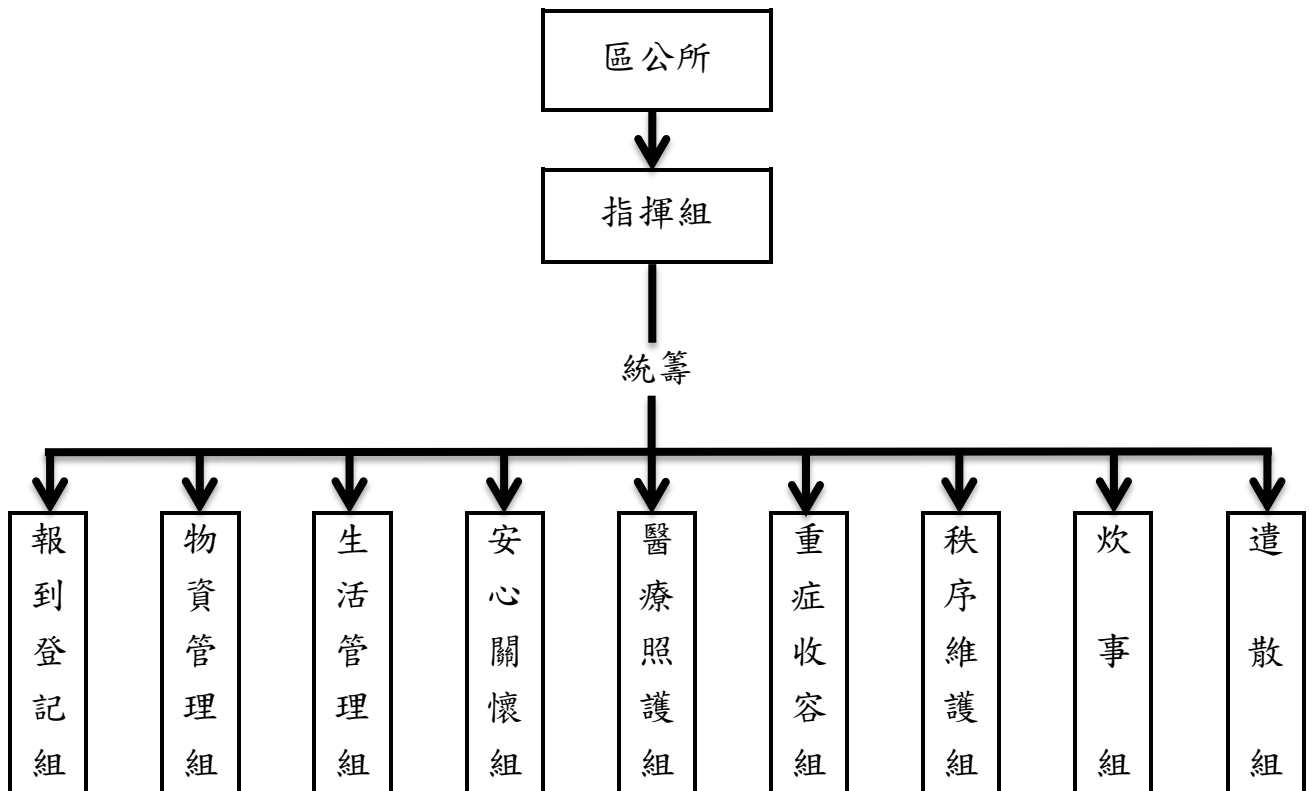 區公所
指揮組
統籌
報到登記組
物資管理組
生活管理組
安心關懷組
醫療照護組
重症收容組
秩序維護組
炊事組
遣散組